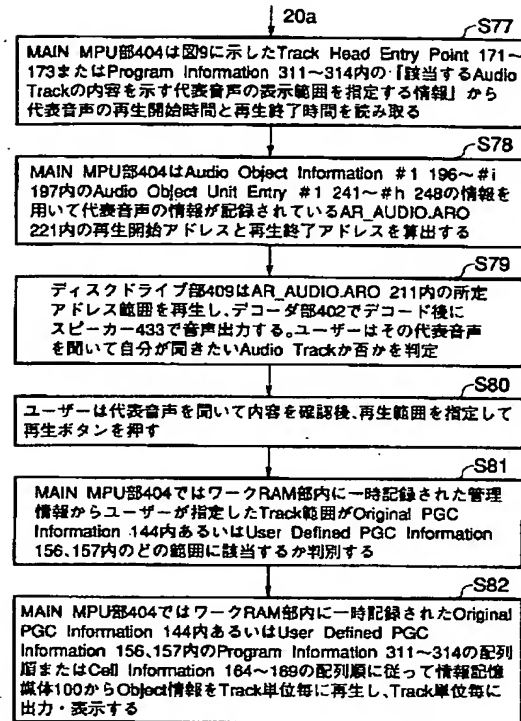 20a
S77
MAIN MPU部404は図9に示したTrack Head Entry Point 171~
173またはProgram Information 311~314内の「該当するAudio
Trackの内容を示す代表音声の表示範囲を指定する情報」から
代表音声の再生開始時間と再生終了時間を読み取る
S78
MAIN MPU部404はAudio Object Information #1 196~#i
197内のAudio Object Unit Entry #1 241~#h 248の情報を
用いて代表音声の情報が記録されているAR_AUDIO.ARO
221内の再生開始アドレスと再生終了アドレスを算出する
S79
ディスクドライブ部409はAR_AUDIO.ARO 211内の所定
アドレス範囲を再生し、デコーダ部402でデコード後に
スピーカー433で音声出力する。ユーザーはその代表音声
を聞いて自分が聞きたいAudio Trackか否かを判定
S80
ユーザーは代表音声を聞いて内容を確認後、再生範囲を指定して
再生ボタンを押す
S81
MAIN MPU部404ではワークRAM部内に一時記録された管理
情報からユーザーが指定したTrack範囲がOriginal PGC
Information 144内あるいはUser Defined PGC Information
156、157内のどの範囲に該当するか判別する
S82
MAIN MPU部404ではワークRAM部内に一時記録されたOriginal
PGC Information 144内あるいはUser Defined PGC
Information 156、157内のProgram Information 311~314の配列
順またはCell Information 164~169の配列順に従って情報記憶
媒体100からObject情報をTrack単位毎に再生し、Track単位毎に
出力・表示する